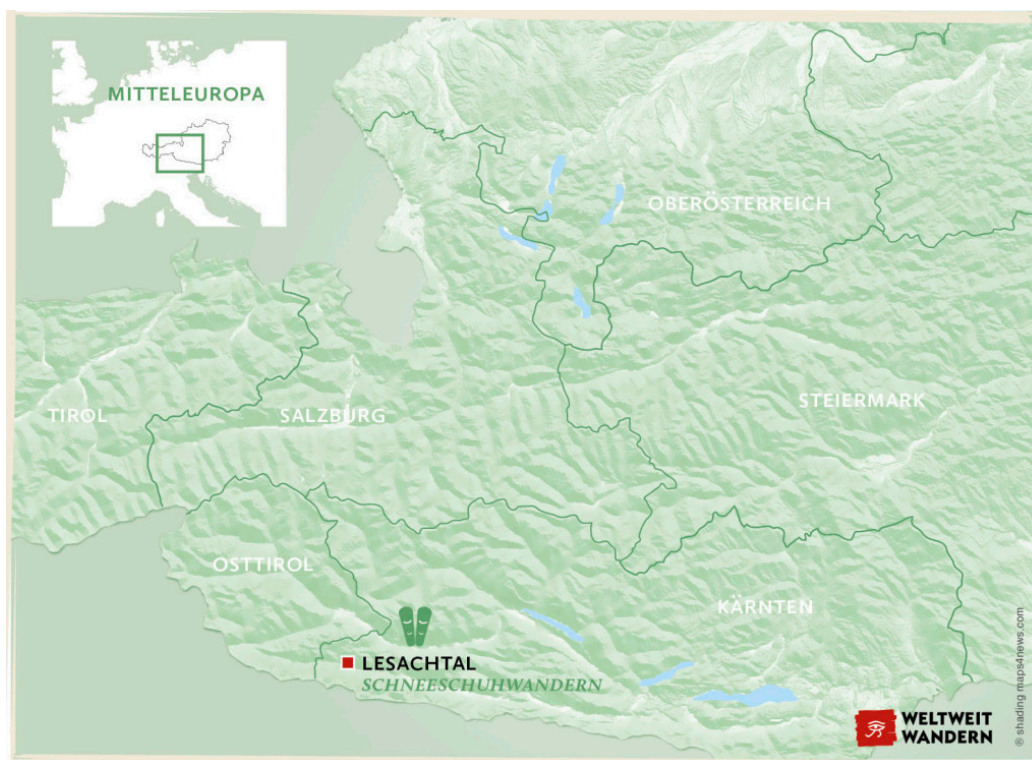 MITTELEUROPA
OBERÖSTERREICH
TIROL
SALZBURG
STEIERMARK
OSTTIROL
KÄRNTEN
LESACHTAL
SCHNEESCHUHWANDERN
WELTWEIT
WANDERN
© shading maps4news.com